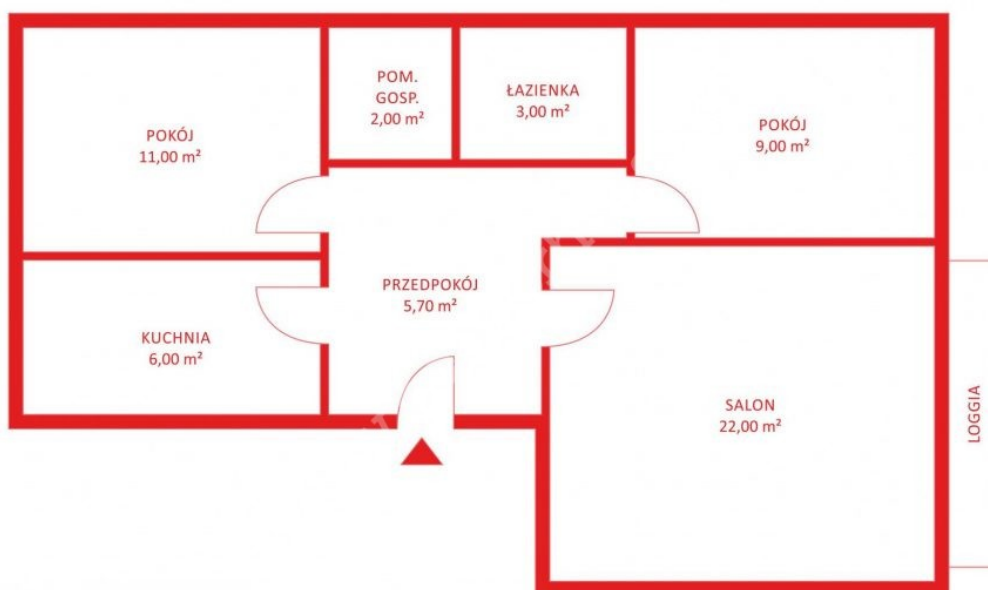 POKÓJ
11,00 m²
POM.
GOSP.
2,00 m²
ŁAZIENKA
3,00 m²
POKÓJ
9,00 m²
PRZEDPOKÓJ
5,70 m²
KUCHNIA
6,00 m²
SALON
22,00 m²
LOGGIA